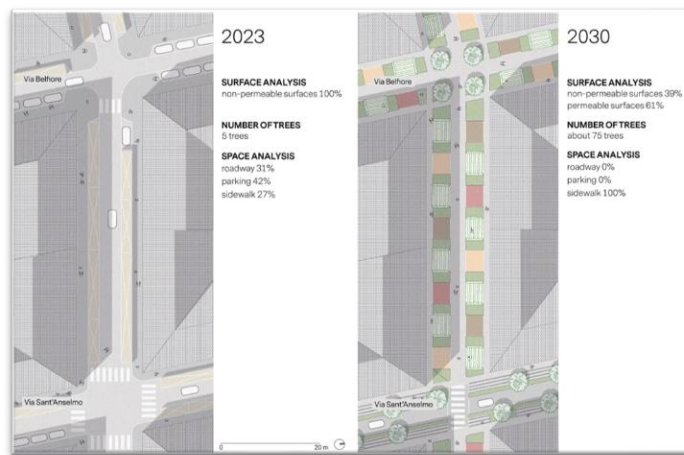 2023
Via Belfiore
SURFACE ANALYSIS
non-permeable surfaces 100%
NUMBER OF TREES
5 trees
SPACE ANALYSIS
roadway 31%
parking 42%
sidewalk 27%
Via Sant'Anselmo
0 20 m
2030
Via Belfiore
SURFACE ANALYSIS
non-permeable surfaces 39%
permeable surfaces 61%
NUMBER OF TREES
about 75 trees
SPACE ANALYSIS
roadway 0%
parking 0%
sidewalk 100%
Via Sant'Anselmo